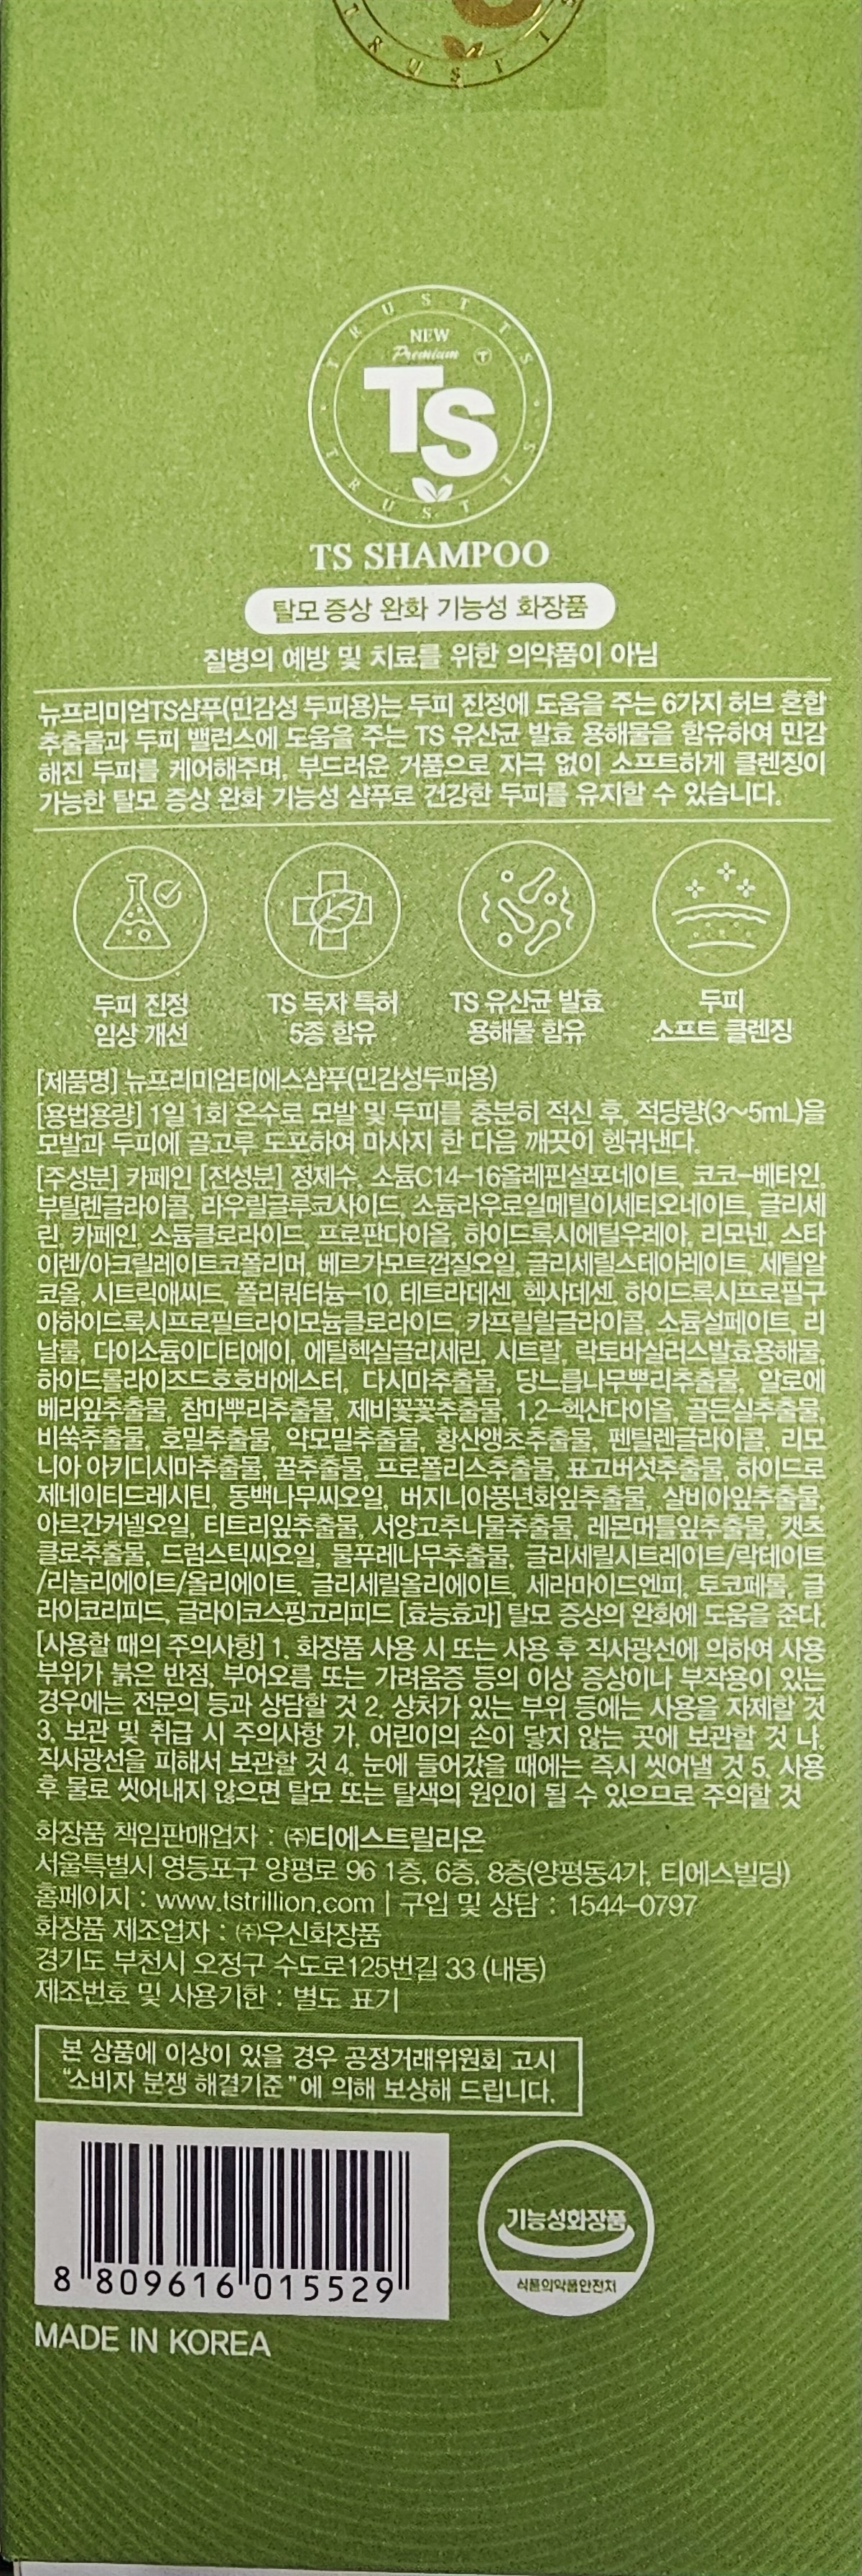 TRUSTTS
TRUSTTS · TRUSTTS
NEW
Premium T
TS
TS SHAMPOO
탈모 증상 완화 기능성 화장품
질병의 예방 및 치료를 위한 의약품이 아님
뉴프리미엄TS샴푸(민감성 두피용)는 두피 진정에 도움을 주는 6가지 허브 혼합
추출물과 두피 밸런스에 도움을 주는 TS 유산균 발효 용해물을 함유하여 민감
해진 두피를 케어해주며, 부드러운 거품으로 자극 없이 소프트하게 클렌징이
가능한 탈모 증상 완화 기능성 샴푸로 건강한 두피를 유지할 수 있습니다.
두피 진정
임상 개선
TS 독자 특허
5종 함유
TS 유산균 발효
용해물 함유
두피
소프트 클렌징
[제품명] 뉴프리미엄티에스샴푸(민감성두피용)
[용법용량] 1일 1회 온수로 모발 및 두피를 충분히 적신 후, 적당량(3~5mL)을
모발과 두피에 골고루 도포하여 마사지 한 다음 깨끗이 헹궈낸다.
[주성분] 카페인 [전성분] 정제수, 소듐C14-16올레핀설포네이트, 코코-베타인,
부틸렌글라이콜, 라우릴글루코사이드, 소듐라우로일메틸이세티오네이트, 글리세
린, 카페인, 소듐클로라이드, 프로판다이올, 하이드록시에틸우레아, 리모넨, 스타
이렌/아크릴레이트코폴리머, 베르가모트껍질오일, 글리세릴스테아레이트, 세틸알
코올, 시트릭애씨드, 폴리쿼터늄-10, 테트라데센, 헥사데센, 하이드록시프로필구
아하이드록시프로필트라이모늄클로라이드, 카프릴릴글라이콜, 소듐설페이트, 리
날룰, 다이소듐이디티에이, 에틸헥실글리세린, 시트랄, 락토바실러스발효용해물,
하이드롤라이즈드호호바에스터, 다시마추출물, 당느릅나무뿌리추출물, 알로에
베라잎추출물, 참마뿌리추출물, 제비꽃꽃추출물, 1,2-헥산다이올, 골든실추출물,
비쑥추출물, 호밀추출물, 약모밀추출물, 황산앵초추출물, 펜틸렌글라이콜, 리모
니아 아키디시마추출물, 꿀추출물, 프로폴리스추출물, 표고버섯추출물, 하이드로
제네이티드레시틴, 동백나무씨오일, 버지니아풍년화잎추출물, 살비아잎추출물,
아르간커넬오일, 티트리잎추출물, 서양고추나물추출물, 레몬머틀잎추출물, 캣츠
클로추출물, 드럼스틱씨오일, 물푸레나무추출물, 글리세릴시트레이트/락테이트
/리놀리에이트/올리에이트, 글리세릴올리에이트, 세라마이드엔피, 토코페롤, 글
라이코리피드, 글라이코스핑고리피드 [효능효과] 탈모 증상의 완화에 도움을 준다.
[사용할 때의 주의사항] 1. 화장품 사용 시 또는 사용 후 직사광선에 의하여 사용
부위가 붉은 반점, 부어오름 또는 가려움증 등의 이상 증상이나 부작용이 있는
경우에는 전문의 등과 상담할 것 2. 상처가 있는 부위 등에는 사용을 자제할 것
3. 보관 및 취급 시 주의사항 가. 어린이의 손이 닿지 않는 곳에 보관할 것 나.
직사광선을 피해서 보관할 것 4. 눈에 들어갔을 때에는 즉시 씻어낼 것 5. 사용
후 물로 씻어내지 않으면 탈모 또는 탈색의 원인이 될 수 있으므로 주의할 것
화장품 책임판매업자 : ㈜티에스트릴리온
서울특별시 영등포구 양평로 96 1층, 6층, 8층(양평동4가, 티에스빌딩)
홈페이지 : www.tstrillion.com | 구입 및 상담 : 1544-0797
화장품 제조업자 : ㈜우신화장품
경기도 부천시 오정구 수도로125번길 33 (내동)
제조번호 및 사용기한 : 별도 표기
본 상품에 이상이 있을 경우 공정거래위원회 고시
“소비자 분쟁 해결기준”에 의해 보상해 드립니다.
8 809616 015529
기능성화장품
식품의약품안전처
MADE IN KOREA